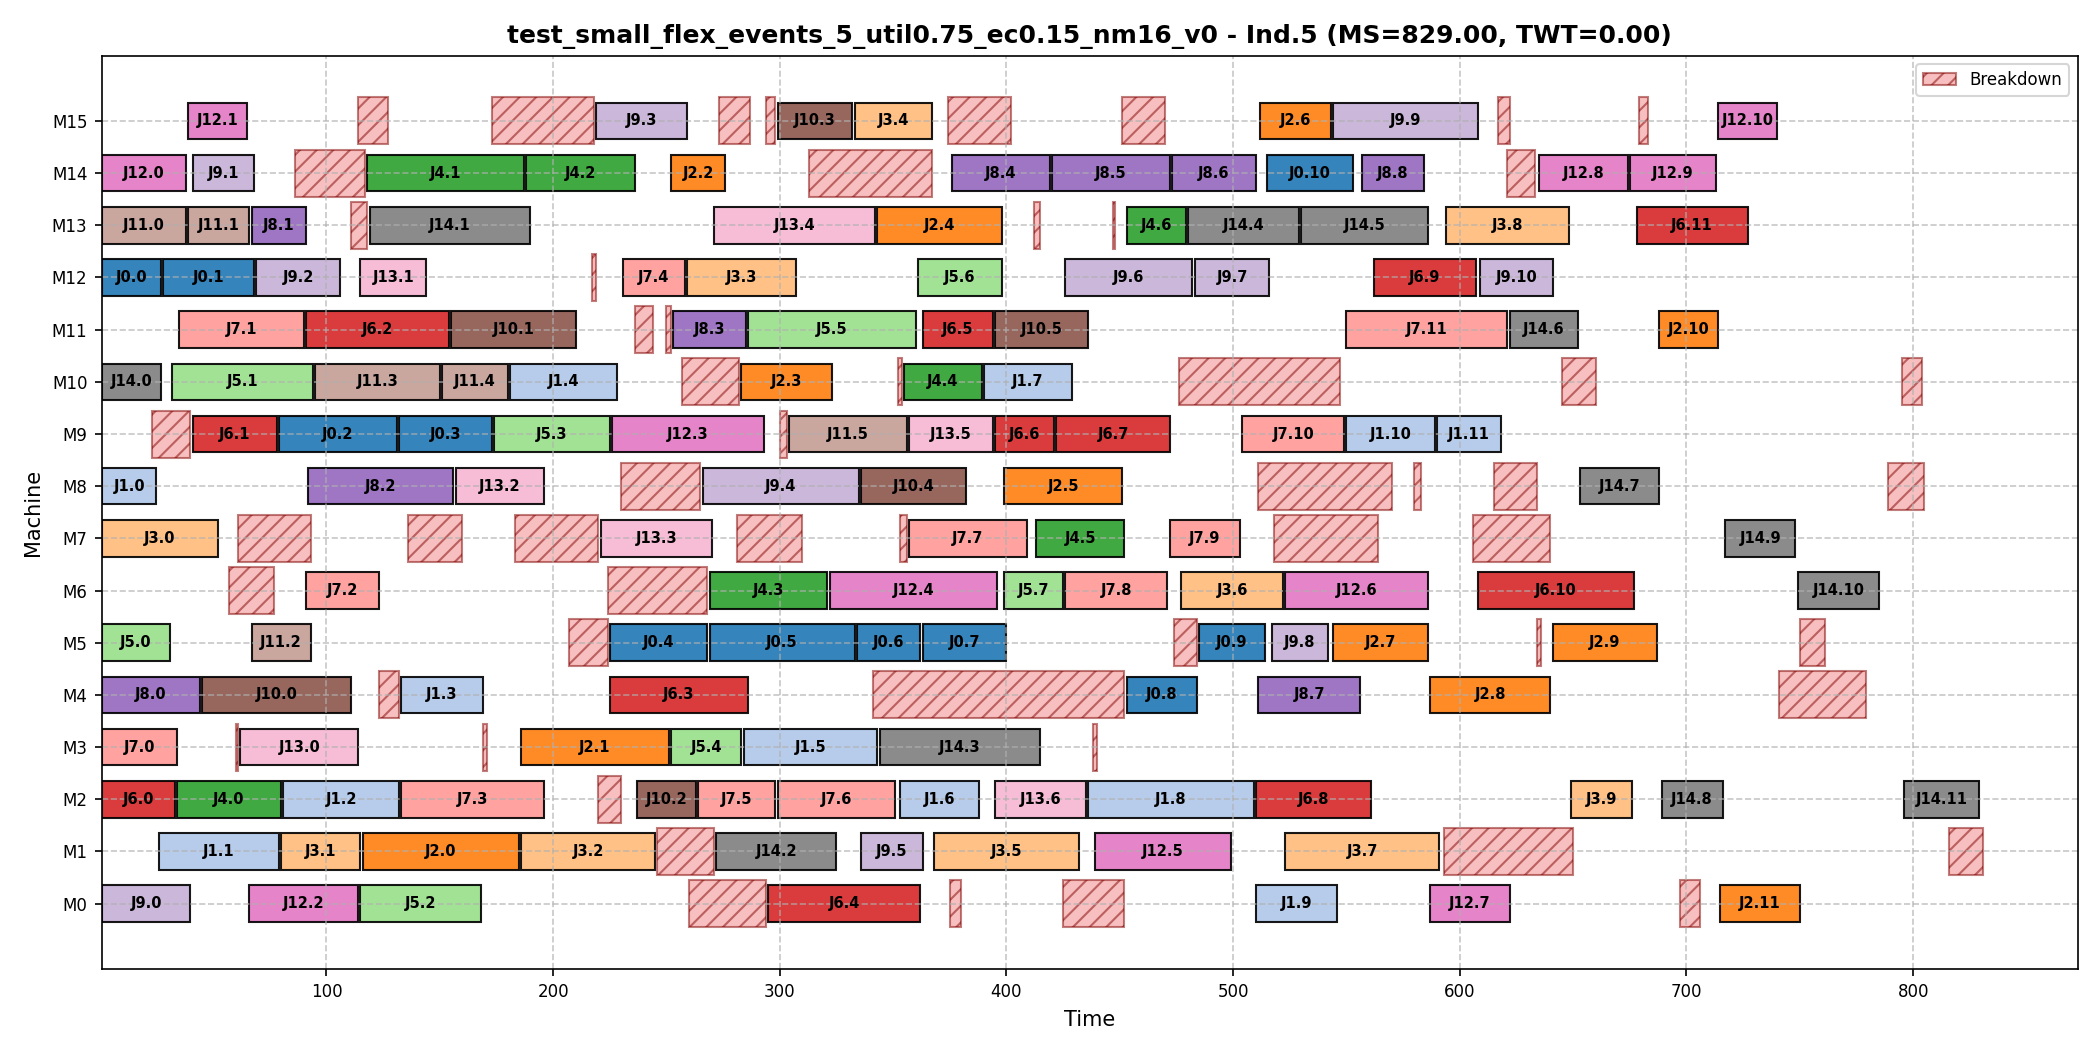 test_small_flex_events_5_util0.75_ec0.15_nm16_v0 - Ind.5 (MS=829.00, TWT=0.00)
Breakdown
M15 J12.1 J9.3 J10.3 J3.4 J2.6 J9.9 J12.10
M14 J12.0 J9.1 J4.1 J4.2 J2.2 J8.4 J8.5 J8.6 J0.10 J8.8 J12.8 J12.9
M13 J11.0 J11.1 J8.1 J14.1 J13.4 J2.4 J4.6 J14.4 J14.5 J3.8 J6.11
M12 J0.0 J0.1 J9.2 J13.1 J7.4 J3.3 J5.6 J9.6 J9.7 J6.9 J9.10
M11 J7.1 J6.2 J10.1 J8.3 J5.5 J6.5 J10.5 J7.11 J14.6 J2.10
M10 J14.0 J5.1 J11.3 J11.4 J1.4 J2.3 J4.4 J1.7
M9 J6.1 J0.2 J0.3 J5.3 J12.3 J11.5 J13.5 J6.6 J6.7 J7.10 J1.10 J1.11
M8 J1.0 J8.2 J13.2 J9.4 J10.4 J2.5 J14.7
M7 J3.0 J13.3 J7.7 J4.5 J7.9 J14.9
M6 J7.2 J4.3 J12.4 J5.7 J7.8 J3.6 J12.6 J6.10 J14.10
M5 J5.0 J11.2 J0.4 J0.5 J0.6 J0.7 J0.9 J9.8 J2.7 J2.9
M4 J8.0 J10.0 J1.3 J6.3 J0.8 J8.7 J2.8
M3 J7.0 J13.0 J2.1 J5.4 J1.5 J14.3
M2 J6.0 J4.0 J1.2 J7.3 J10.2 J7.5 J7.6 J1.6 J13.6 J1.8 J6.8 J3.9 J14.8 J14.11
M1 J1.1 J3.1 J2.0 J3.2 J14.2 J9.5 J3.5 J12.5 J3.7
M0 J9.0 J12.2 J5.2 J6.4 J1.9 J12.7 J2.11
Machine
100 200 300 400 500 600 700 800
Time